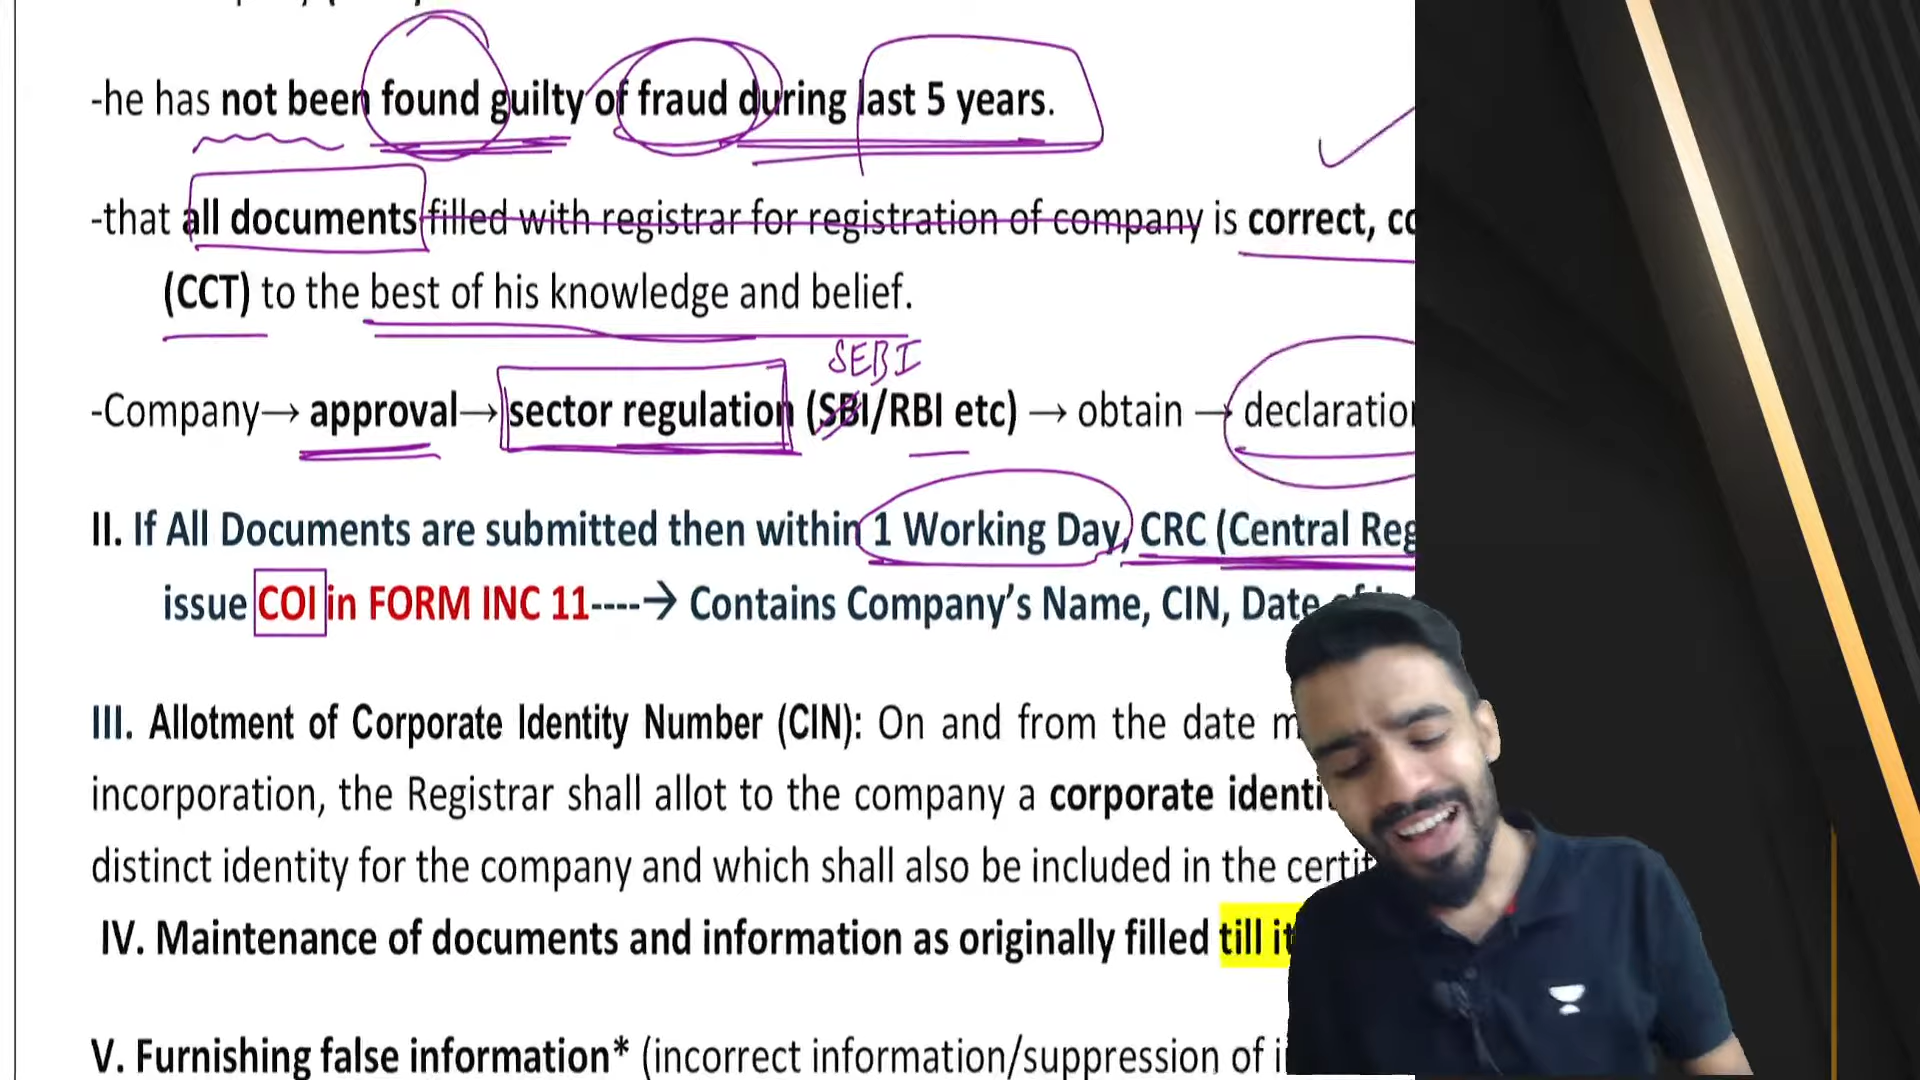 -he has not been found guilty of fraud during last 5 years.
-that all documents filled with registrar for registration of company is correct,
(CCT) to the best of his knowledge and belief.
SEBI
-Company→ approval→ sector regulation (SBI/RBI etc) → obtain → declaration
II. If All Documents are submitted then within 1 Working Day, CRC (Central Reg
issue COI in FORM INC 11----→ Contains Company's Name, CIN, Date of
III. Allotment of Corporate Identity Number (CIN): On and from the date
incorporation, the Registrar shall allot to the company a corporate
distinct identity for the company and which shall also be included in the
IV. Maintenance of documents and information as originally filled till it
V. Furnishing false information* (incorrect information/suppression of